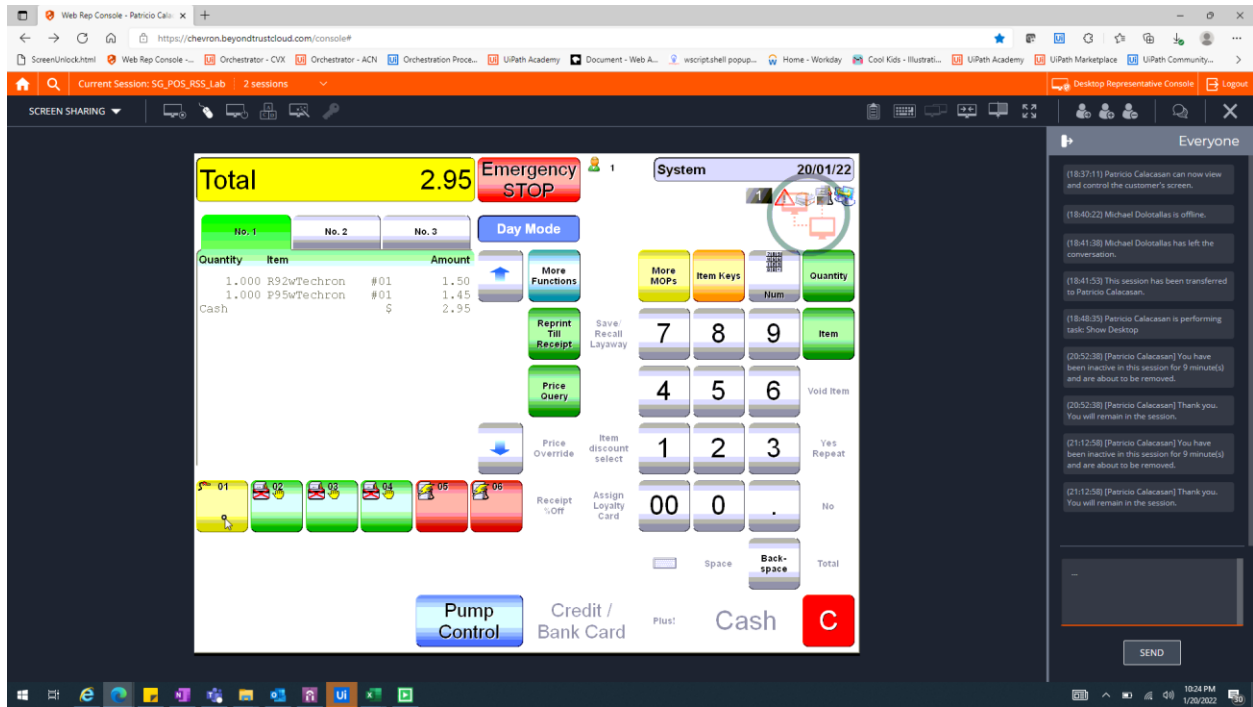 Web Rep Console - Patricio Cala
https://chevron.beyondtrustcloud.com/console#
ScreenUnlock.html Web Rep Console -... Orchestrator - CVX Orchestrator - ACN Orchestration Proce... UiPath Academy Document - Web A... wscript.shell popup... Home - Workday Cool Kids - Illustrati... UiPath Academy UiPath Marketplace UiPath Community...
Current Session: SG_POS_RSS_Lab 2 sessions Desktop Representative Console Logout
SCREEN SHARING
Everyone
Total 2.95 Emergency STOP 1 System 20/01/22
1
No. 1 No. 2 No. 3 Day Mode
Quantity Item Amount
1.000 R92wTechron #01 1.50
1.000 P95wTechron #01 1.45
Cash $ 2.95
More Functions
More MOPs
Item Keys
Num
Quantity
Reprint Till Receipt
Save/ Recall Layaway
7 8 9 Item
Price Query
4 5 6 Void Item
Price Override
Item discount select
1 2 3 Yes Repeat
01 02 03 04 05 06
Receipt %Off
Assign Loyalty Card
00 0 . No
Space Back-space Total
Pump Control
Credit / Bank Card
Plus! Cash C
(18:37:11) Patricio Calacasan can now view
and control the customer's screen.
(18:40:22) Michael Dolotallas is offline.
(18:41:38) Michael Dolotallas has left the
conversation.
(18:41:53) This session has been transferred
to Patricio Calacasan.
(18:48:35) Patricio Calacasan is performing
task: Show Desktop
(20:52:38) [Patricio Calacasan] You have
been inactive in this session for 9 minute(s)
and are about to be removed.
(20:52:38) [Patricio Calacasan] Thank you.
You will remain in the session.
(21:12:58) [Patricio Calacasan] You have
been inactive in this session for 9 minute(s)
and are about to be removed.
(21:12:58) [Patricio Calacasan] Thank you.
You will remain in the session.
...
SEND
10:24 PM
1/20/2022
30